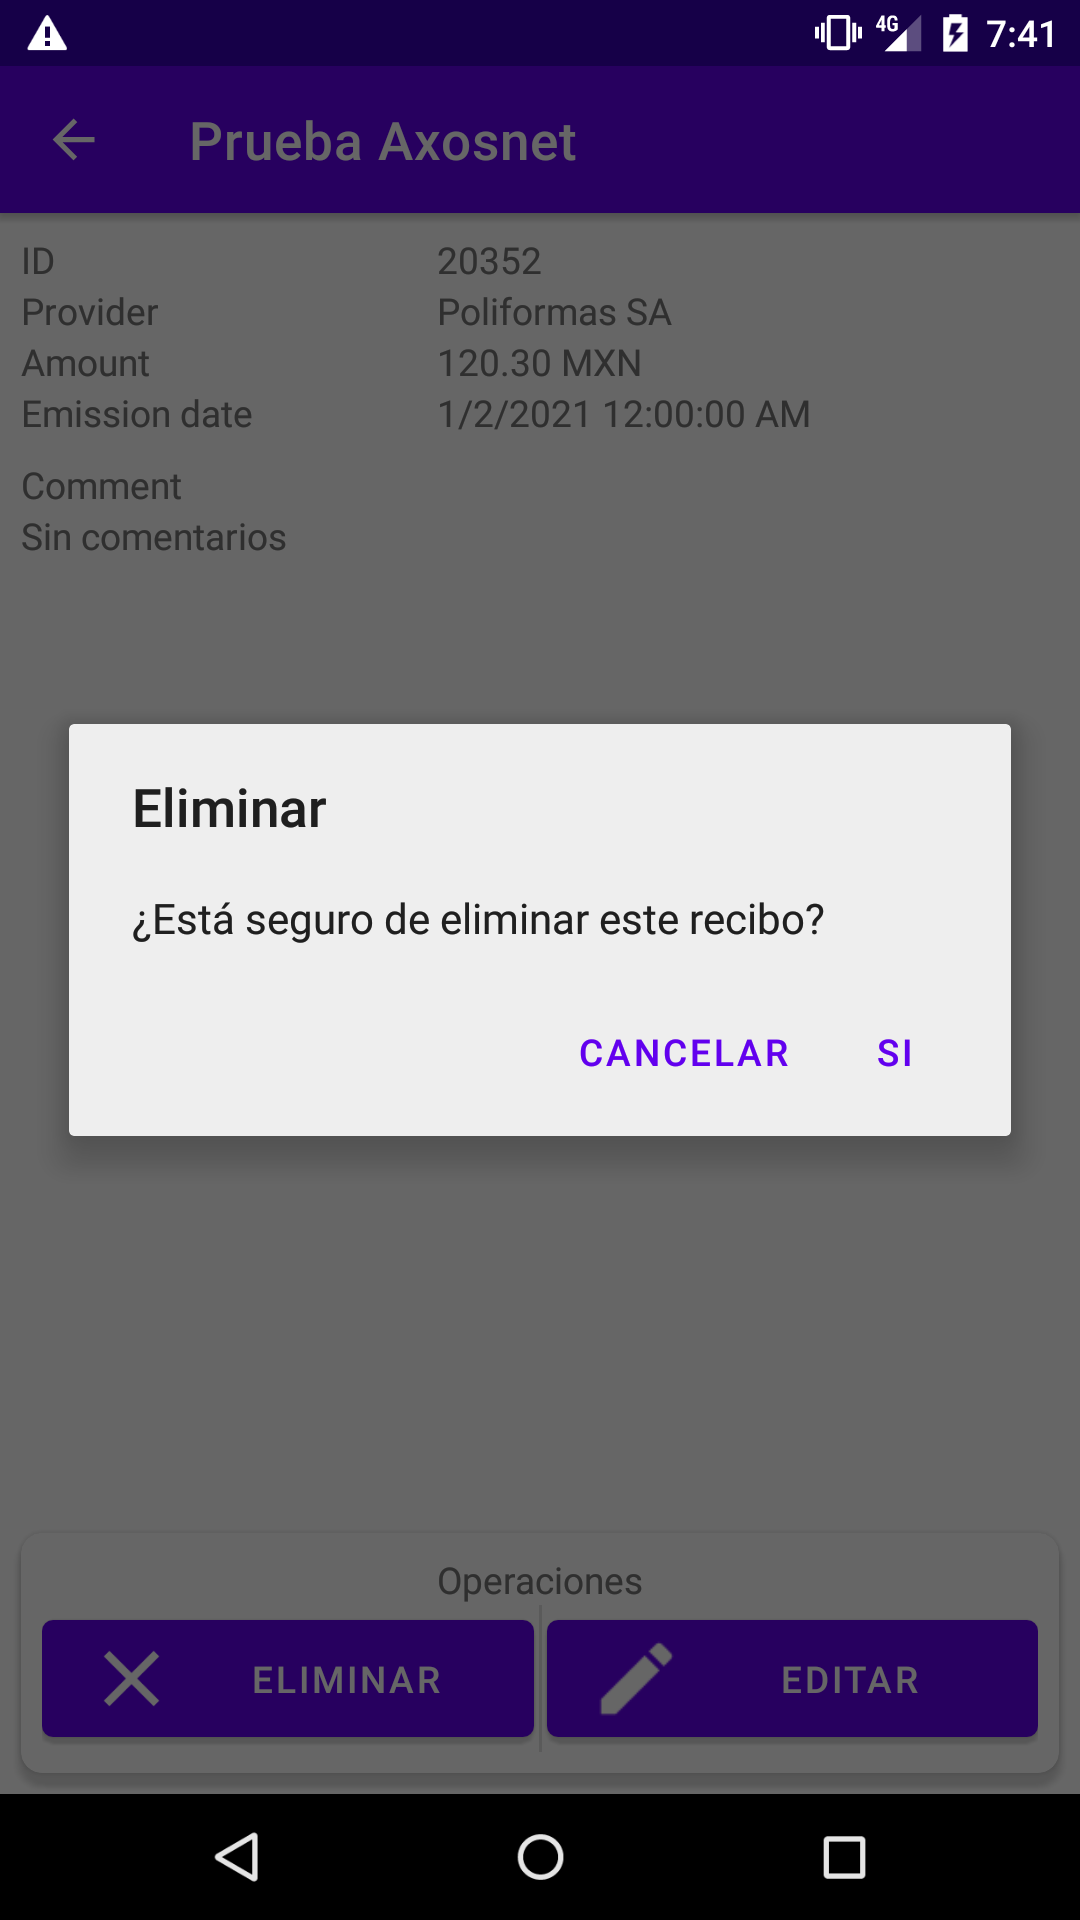 4G 7:41
Prueba Axosnet
ID 20352
Provider Poliformas SA
Amount 120.30 MXN
Emission date 1/2/2021 12:00:00 AM
Comment
Sin comentarios
Eliminar
¿Está seguro de eliminar este recibo?
CANCELAR SI
Operaciones
ELIMINAR EDITAR